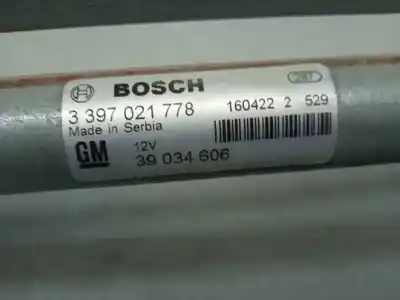 BOSCH
3 397 021 778
160422 2 529
Made in Serbia
GM
12V
39 034 606